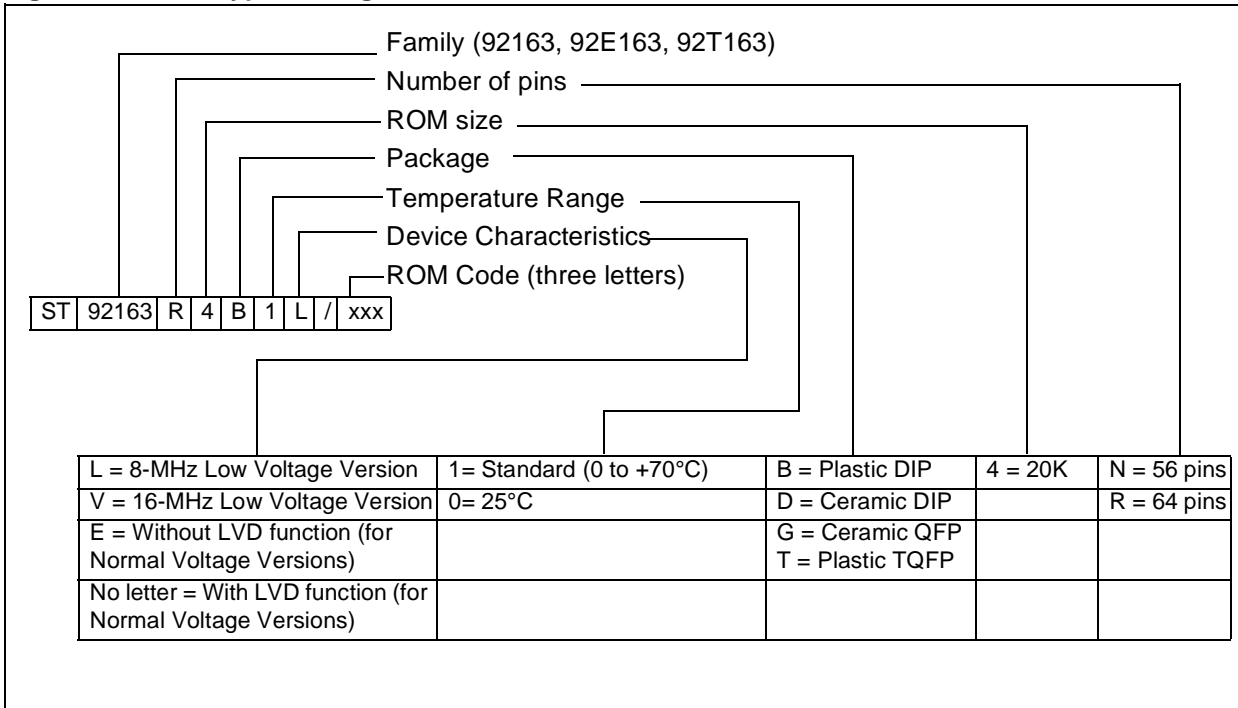 Family (92163, 92E163, 92T163)
Number of pins
ROM size
Package
Temperature Range
Device Characteristics
ROM Code (three letters)
ST 92163 R 4 B 1 L / xxx
L = 8-MHz Low Voltage Version 1= Standard (0 to +70°C) B = Plastic DIP 4 = 20K N = 56 pins
V = 16-MHz Low Voltage Version 0= 25°C D = Ceramic DIP R = 64 pins
E = Without LVD function (for G = Ceramic QFP
Normal Voltage Versions) T = Plastic TQFP
No letter = With LVD function (for
Normal Voltage Versions)